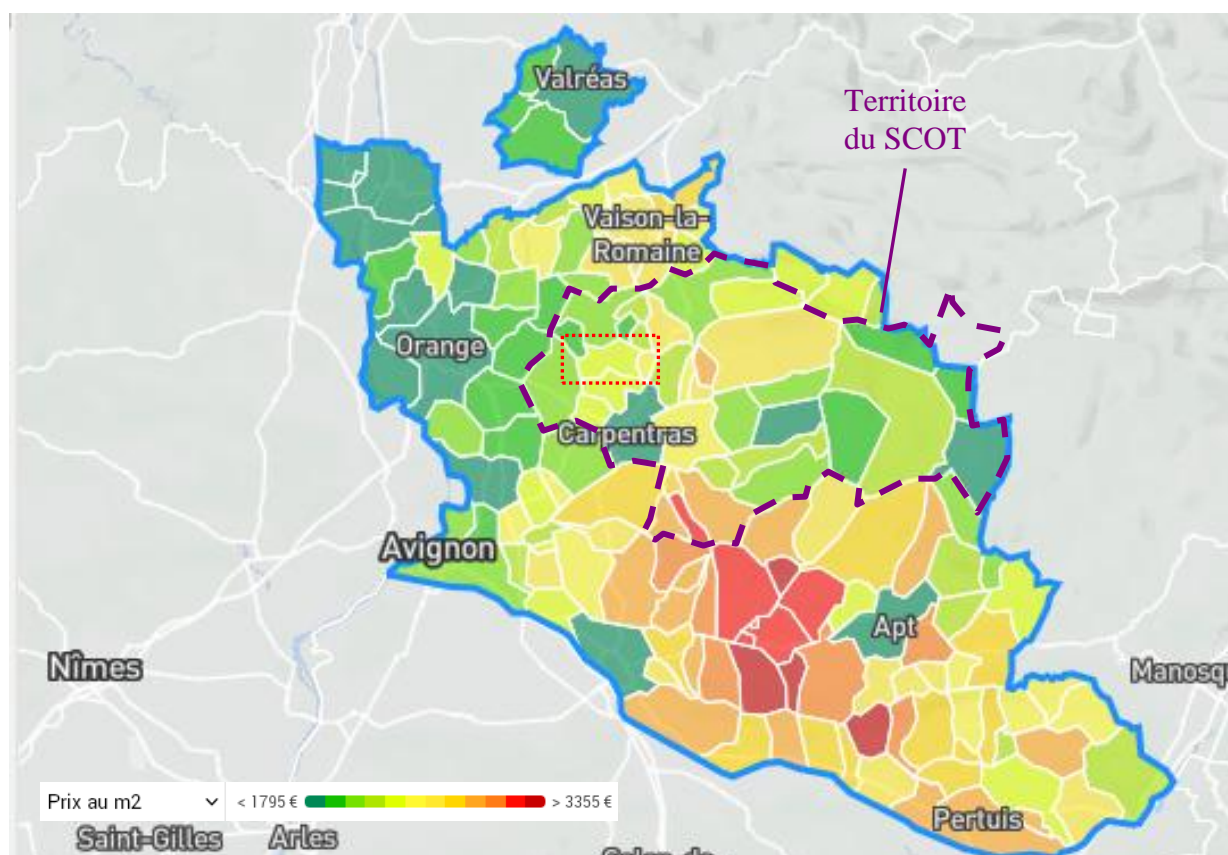 Valréas
Territoire
du SCOT
Vaison-la-
Romaine
Orange
Carpentras
Avignon
Apt
Nîmes
Manosq
Prix au m2
< 1795 €
> 3355 €
Pertuis
Saint-Gilles
Arles